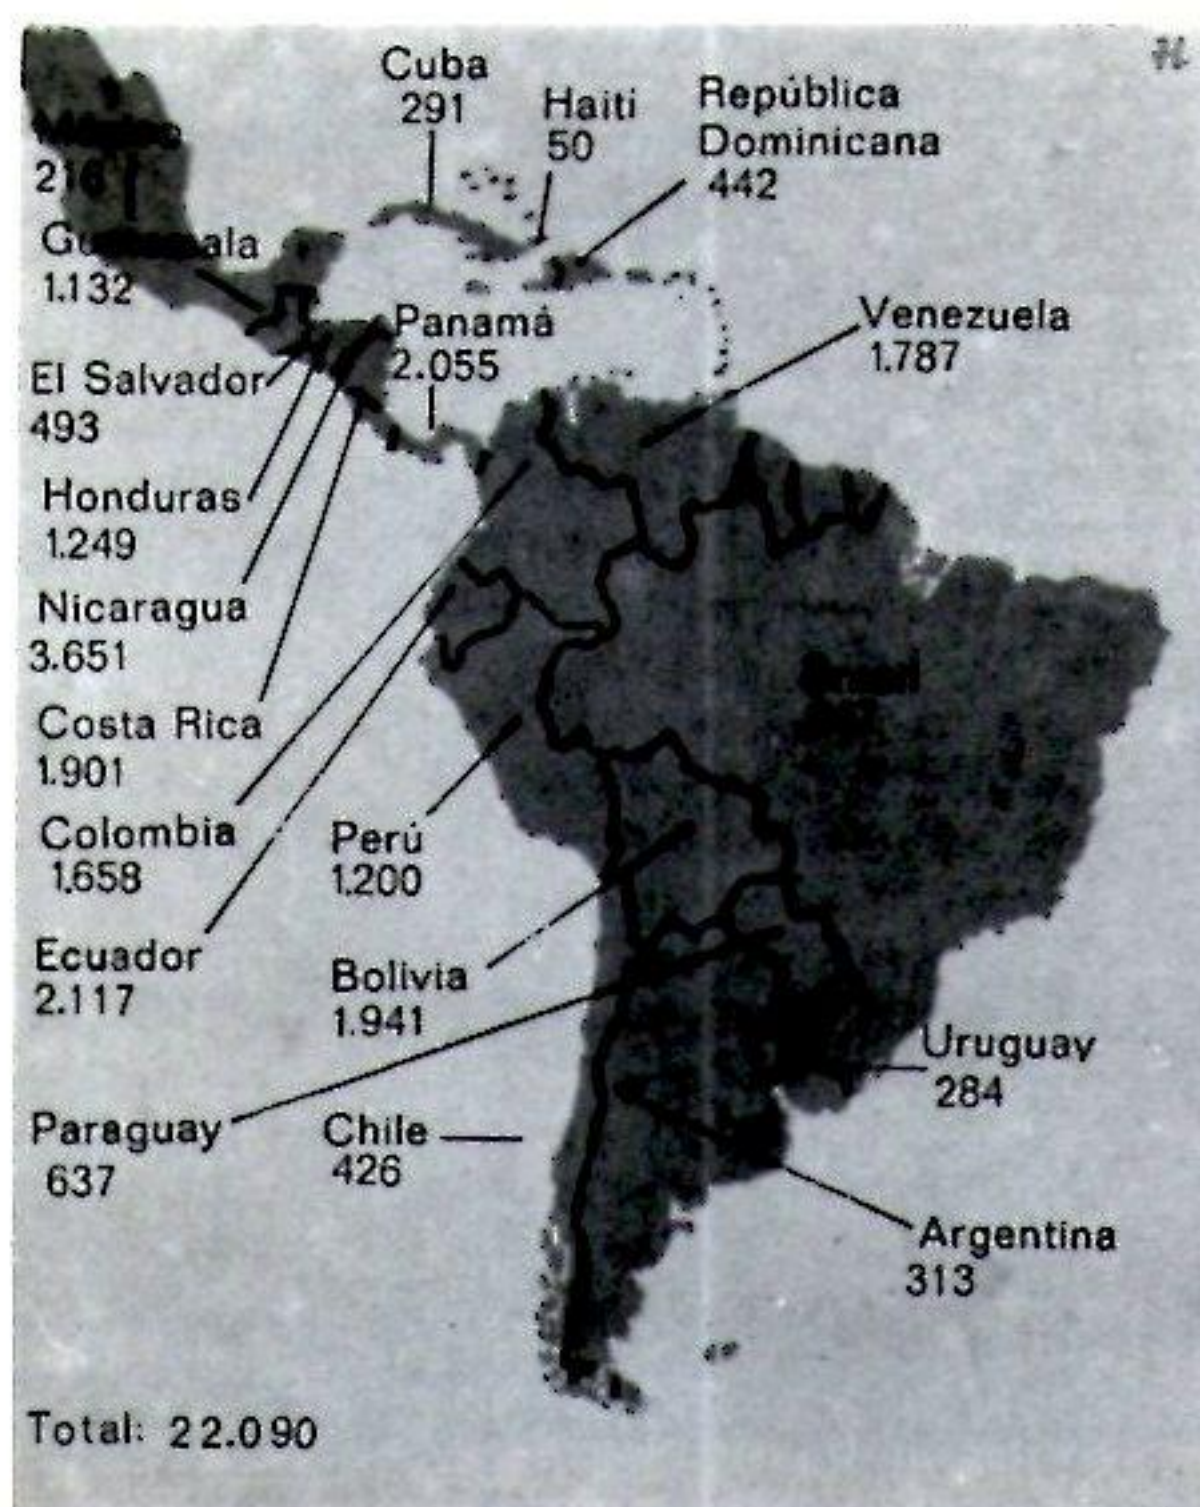 Cuba
291
Haiti
50
República
Dominicana
442
216
Guatemala
1.132
Panamá
2.055
Venezuela
1.787
El Salvador
493
Honduras
1.249
Nicaragua
3.651
Costa Rica
1.901
Colombia
1.658
Perú
1.200
Ecuador
2.117
Bolivia
1.941
Uruguay
284
Paraguay
637
Chile
426
Argentina
313
Total: 22.090